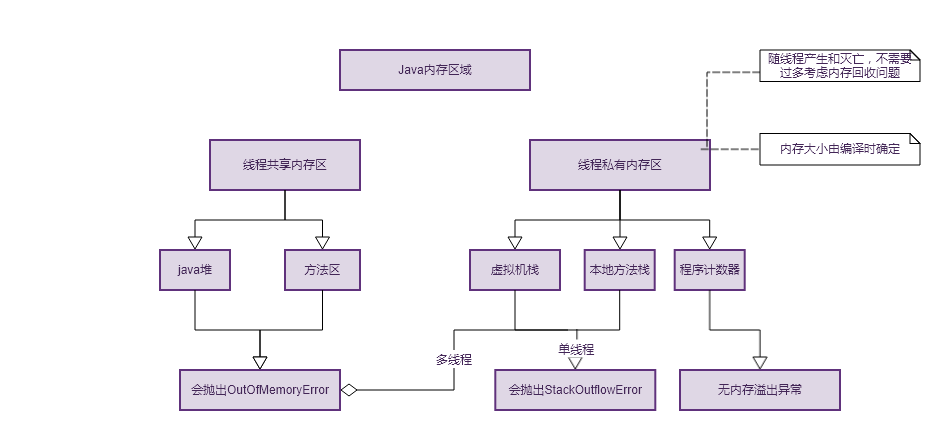 Java内存区域
随线程产生和灭亡，不需要
过多考虑内存回收问题
内存大小由编译时确定
线程共享内存区
线程私有内存区
java堆
方法区
虚拟机栈
本地方法栈
程序计数器
多线程
单线程
会抛出OutOfMemoryError
会抛出StackOutflowError
无内存溢出异常